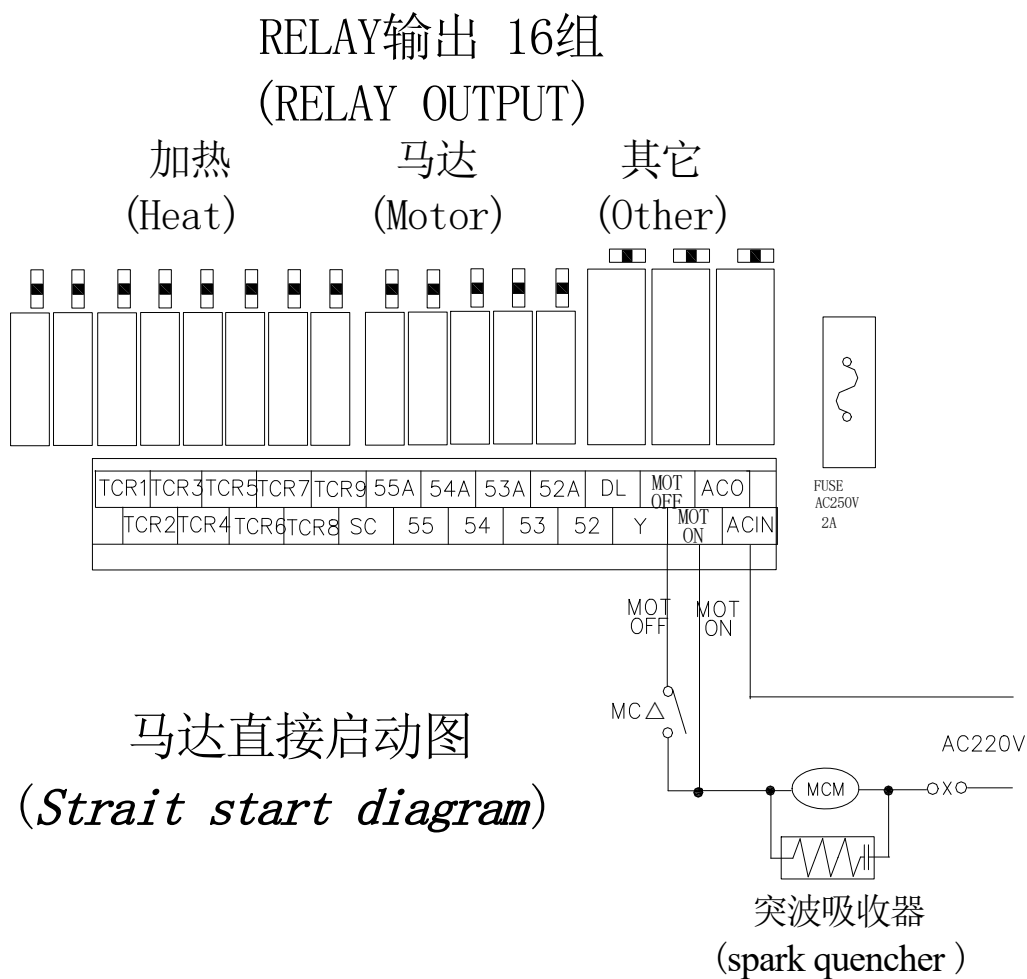 RELAY输出 16组
(RELAY OUTPUT)
加热 马达 其它
(Heat) (Motor) (Other)
TCR1 TCR3 TCR5 TCR7 TCR9 55A 54A 53A 52A DL MOT OFF ACO
TCR2 TCR4 TCR6 TCR8 SC 55 54 53 52 Y MOT ON ACIN
FUSE
AC250V
2A
MOT MOT
OFF ON
MC△
马达直接启动图
(Strait start diagram)
AC220V
MCM
X
突波吸收器
(spark quencher )